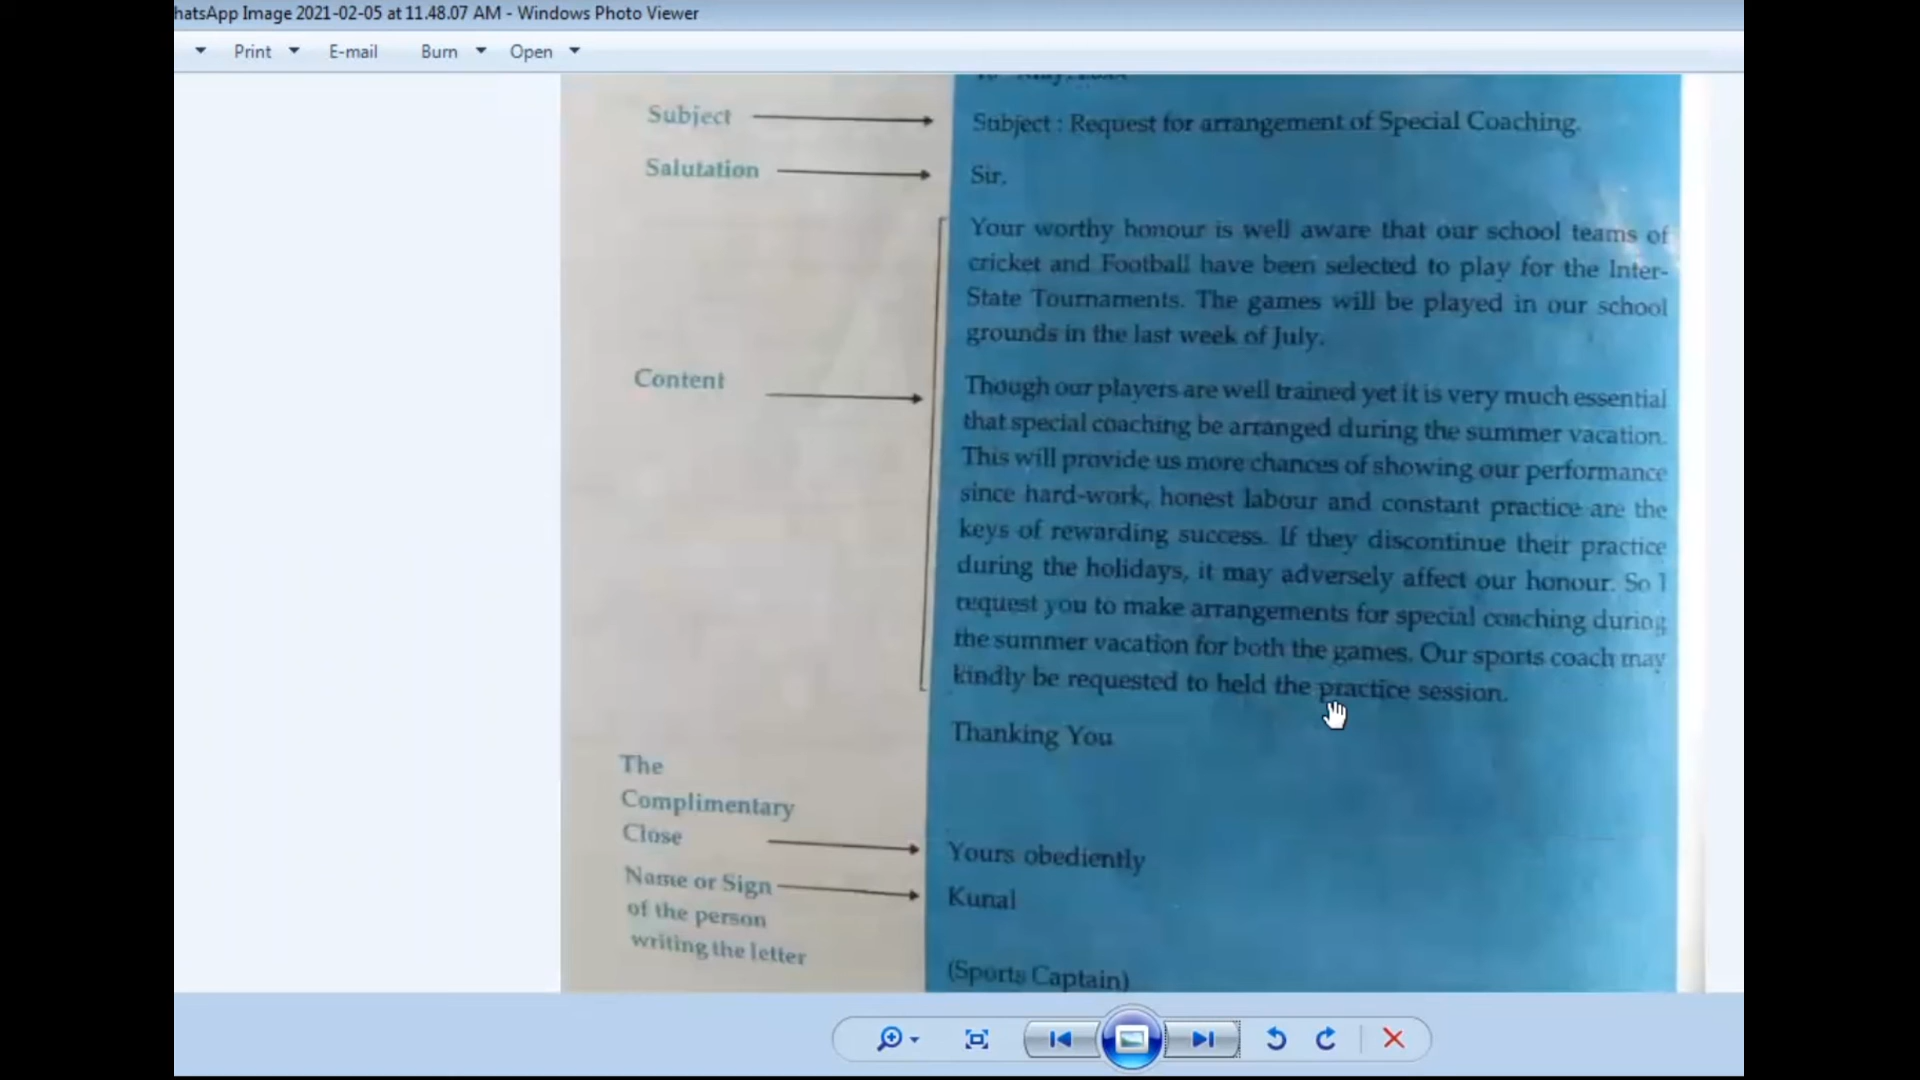 hatsApp Image 2021-02-05 at 11.48.07 AM - Windows Photo Viewer
Print E-mail Burn Open
Subject
Subject : Request for arrangement of Special Coaching.
Salutation
Sir,
Your worthy honour is well aware that our school teams of
cricket and Football have been selected to play for the Inter-
State Tournaments. The games will be played in our school
grounds in the last week of July.
Content
Though our players are well trained yet it is very much essential
that special coaching be arranged during the summer vacation.
This will provide us more chances of showing our performance
since hard-work, honest labour and constant practice are the
keys of rewarding success. If they discontinue their practice
during the holidays, it may adversely affect our honour. So I
request you to make arrangements for special coaching during
the summer vacation for both the games. Our sports coach may
kindly be requested to held the practice session.
Thanking You
The
Complimentary
Close
Yours obediently
Name or Sign
of the person
writing the letter
Kunal
(Sports Captain)